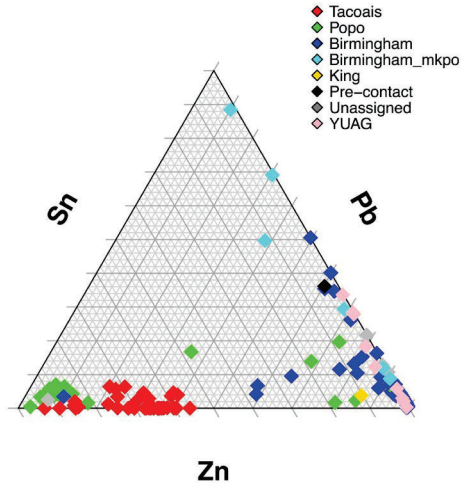 Tacoais
Popo
Birmingham
Birmingham_mkpo
King
Pre-contact
Unassigned
YUAG
Sn
Pb
Zn